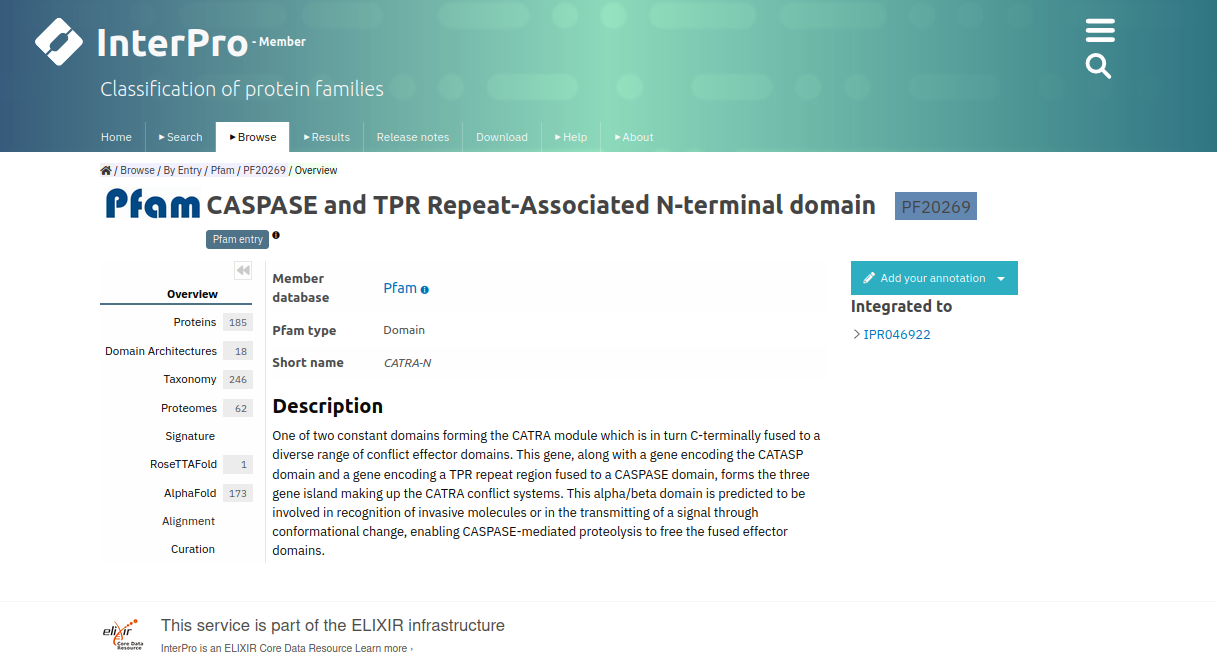 InterPro - Member
Classification of protein families
Home ▸ Search ▸ Browse ▸ Results Release notes Download ▸ Help ▸ About
/ Browse / By Entry / Pfam / PF20269 / Overview
Pfam CASPASE and TPR Repeat-Associated N-terminal domain PF20269
Pfam entry
Overview
Proteins 185
Domain Architectures 18
Taxonomy 246
Proteomes 62
Signature
RoseTTAFold 1
AlphaFold 173
Alignment
Curation
Member
database
Pfam
Pfam type Domain
Short name CATRA-N
Description
One of two constant domains forming the CATRA module which is in turn C-terminally fused to a
diverse range of conflict effector domains. This gene, along with a gene encoding the CATASP
domain and a gene encoding a TPR repeat region fused to a CASPASE domain, forms the three
gene island making up the CATRA conflict systems. This alpha/beta domain is predicted to be
involved in recognition of invasive molecules or in the transmitting of a signal through
conformational change, enabling CASPASE-mediated proteolysis to free the fused effector
domains.
Add your annotation
Integrated to
IPR046922
elixir
Core Data
Resource
This service is part of the ELIXIR infrastructure
InterPro is an ELIXIR Core Data Resource Learn more ›